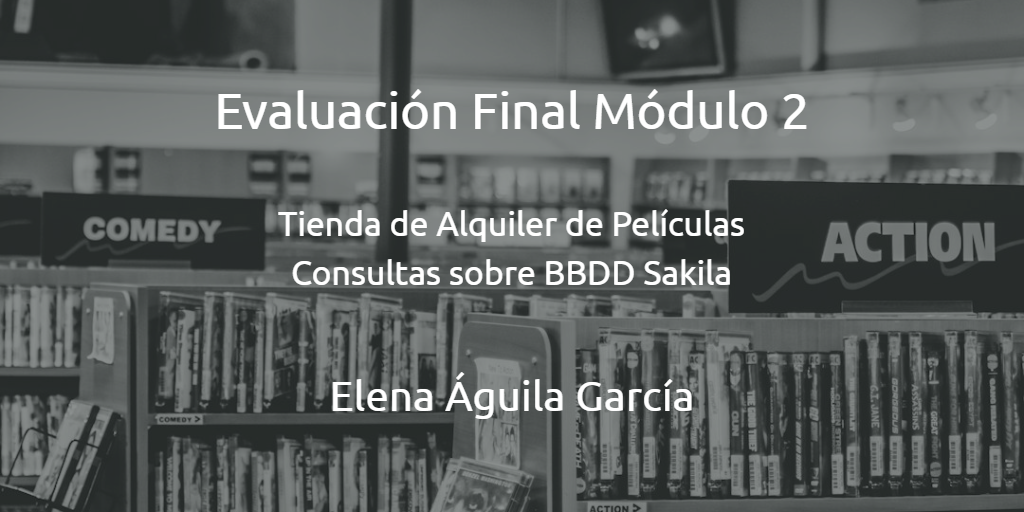 Evaluación Final Módulo 2
COMEDY
Tienda de Alquiler de Películas
ACTION
Consultas sobre BBDD Sakila
Elena Águila García
COMEDY >
ACTION >